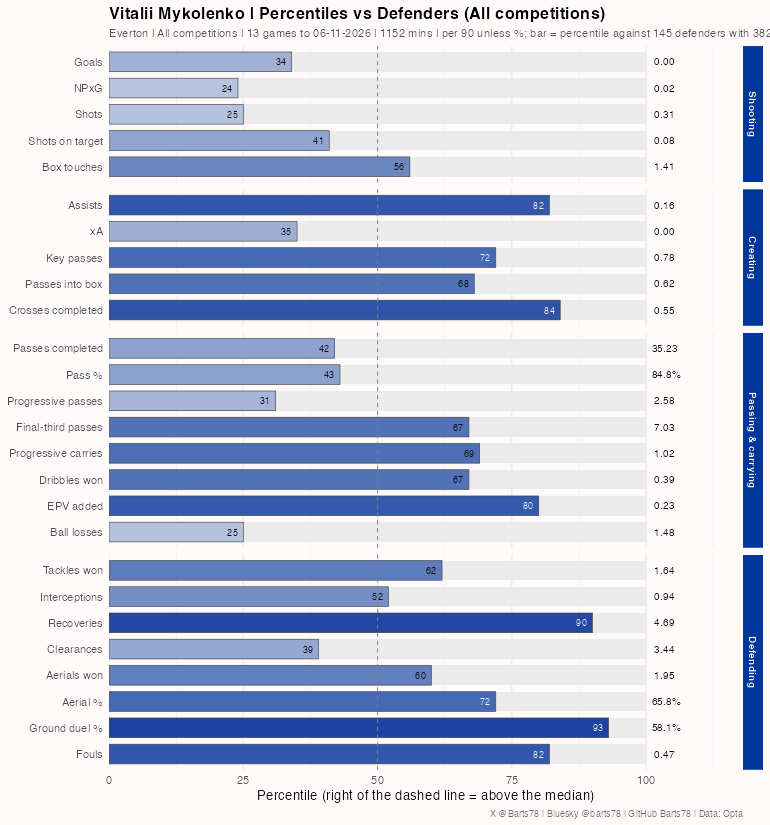 Vitalii Mykolenko | Percentiles vs Defenders (All competitions)
Everton | All competitions | 13 games to 06-11-2026 | 1152 mins | per 90 unless %; bar = percentile against 145 defenders with 382
Shooting
Goals 34 0.00
NPxG 24 0.02
Shots 25 0.31
Shots on target 41 0.08
Box touches 56 1.41
Creating
Assists 82 0.16
xA 35 0.00
Key passes 72 0.78
Passes into box 68 0.62
Crosses completed 84 0.55
Passing & carrying
Passes completed 42 35.23
Pass % 43 84.8%
Progressive passes 31 2.58
Final-third passes 67 7.03
Progressive carries 69 1.02
Dribbles won 67 0.39
EPV added 80 0.23
Ball losses 25 1.48
Defending
Tackles won 62 1.64
Interceptions 52 0.94
Recoveries 90 4.69
Clearances 39 3.44
Aerials won 60 1.95
Aerial % 72 65.8%
Ground duel % 93 58.1%
Fouls 82 0.47
0 25 50 75 100
Percentile (right of the dashed line = above the median)
X @Barts78 | Bluesky @barts78 | GitHub Barts78 | Data: Opta